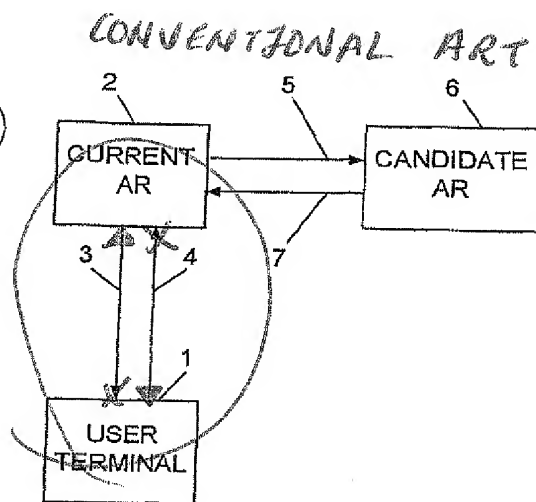 CONVENTIONAL ART
2
5
6
CURRENT
AR
CANDIDATE
AR
7
3
4
1
USER
TERMINAL